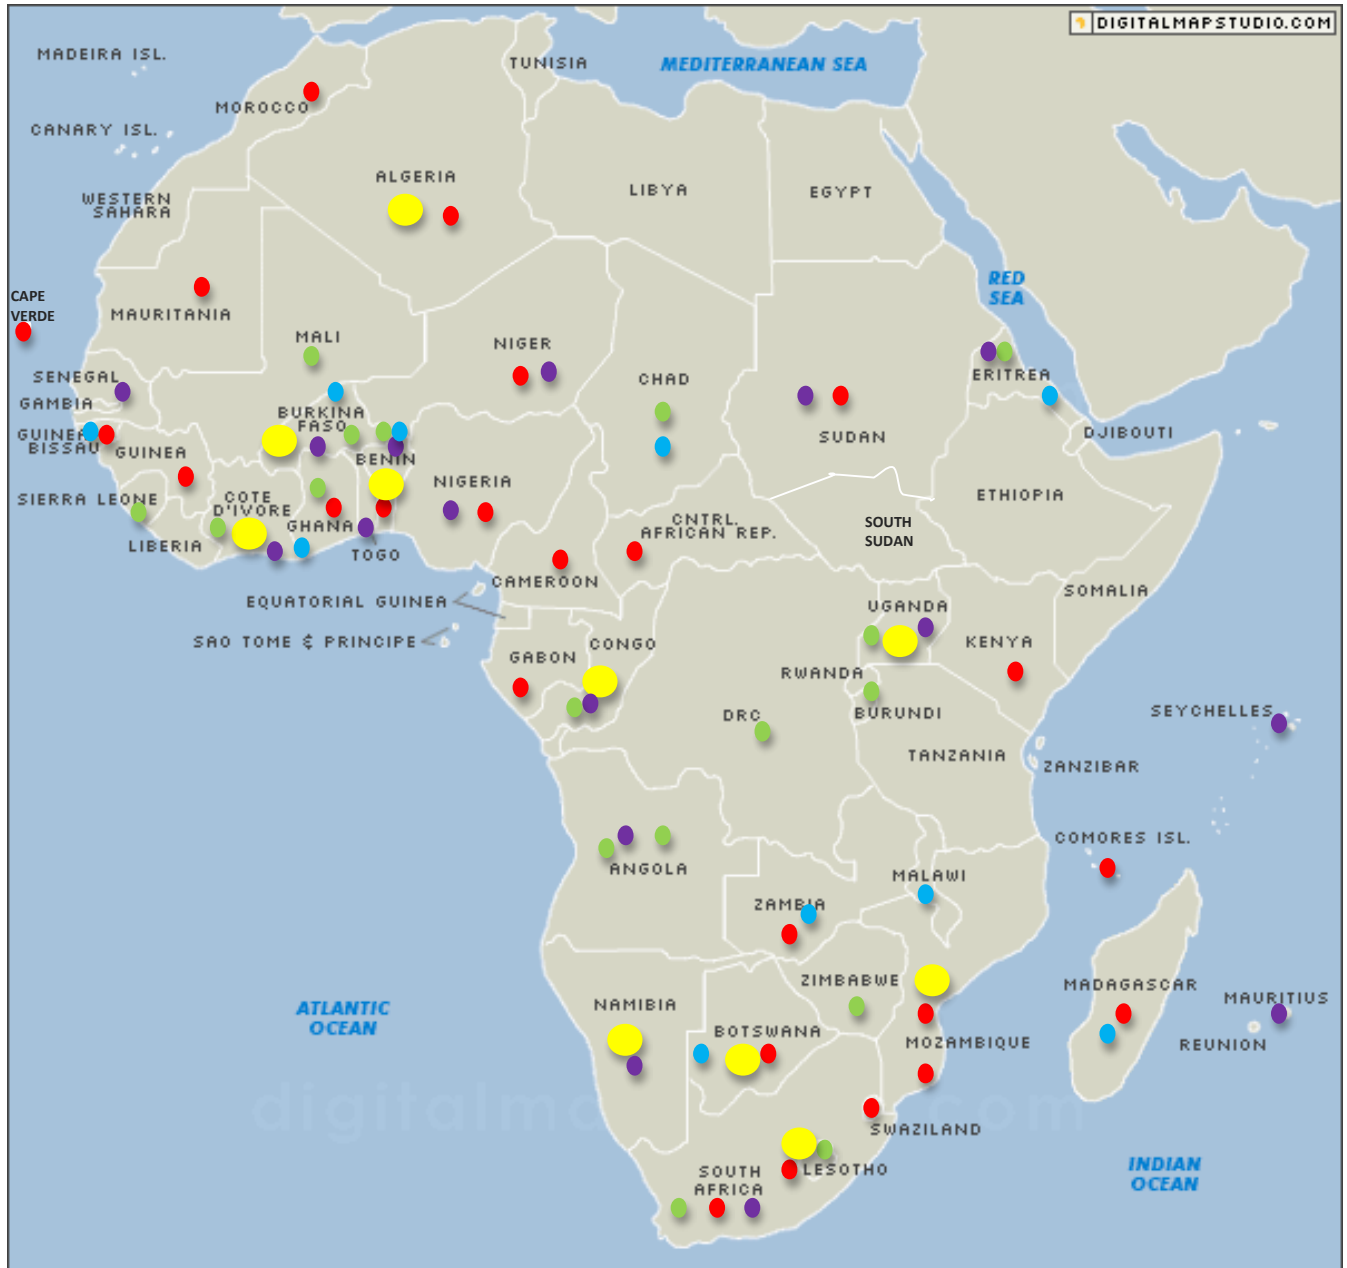 DIGITALMAPSTUDIO.COM
MADEIRA ISL.
TUNISIA
MEDITERRANEAN SEA
MOROCCO
CANARY ISL.
ALGERIA
LIBYA
EGYPT
WESTERN
SAHARA
RED
SEA
CAPE
VERDE
MAURITANIA
MALI
NIGER
CHAD
ERITREA
SENEGAL
GAMBIA
BURKINA
FASO
SUDAN
DJIBOUTI
GUINEA
BISSAU
GUINEA
BENIN
NIGERIA
ETHIOPIA
SIERRA LEONE
COTE
D'IVORE
GHANA
CNTRL.
AFRICAN REP.
SOUTH
SUDAN
LIBERIA
TOGO
CAMEROON
SOMALIA
EQUATORIAL GUINEA
UGANDA
SAO TOME & PRINCIPE
CONGO
KENYA
GABON
RWANDA
DRC
BURUNDI
SEYCHELLES
TANZANIA
ZANZIBAR
COMORES ISL.
ANGOLA
MALAWI
ZAMBIA
ZIMBABWE
MADAGASCAR
MAURITIUS
NAMIBIA
ATLANTIC
OCEAN
BOTSWANA
MOZAMBIQUE
REUNION
SWAZILAND
LESOTHO
SOUTH
AFRICA
INDIAN
OCEAN